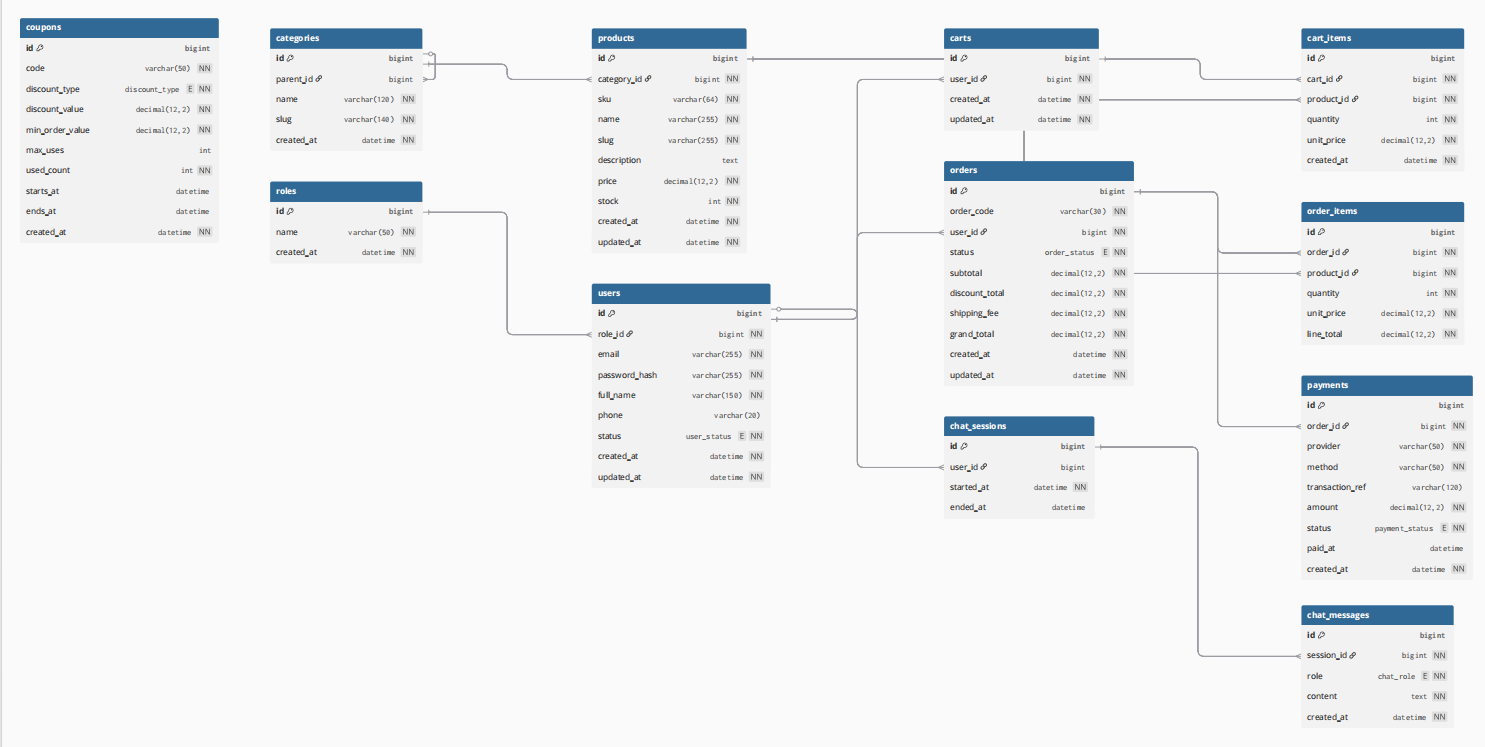 coupons
id bigint
code varchar(50) NN
discount_type discount_type E NN
discount_value decimal(12,2) NN
min_order_value decimal(12,2) NN
max_uses int
used_count int NN
starts_at datetime
ends_at datetime
created_at datetime NN
categories
id bigint
parent_id bigint
name varchar(120) NN
slug varchar(140) NN
created_at datetime NN
roles
id bigint
name varchar(50) NN
created_at datetime NN
products
id bigint
category_id bigint NN
sku varchar(64) NN
name varchar(255) NN
slug varchar(255) NN
description text
price decimal(12,2) NN
stock int NN
created_at datetime NN
updated_at datetime NN
users
id bigint
role_id bigint NN
email varchar(255) NN
password_hash varchar(255) NN
full_name varchar(150) NN
phone varchar(20)
status user_status E NN
created_at datetime NN
updated_at datetime NN
carts
id bigint
user_id bigint NN
created_at datetime NN
updated_at datetime NN
orders
id bigint
order_code varchar(30) NN
user_id bigint NN
status order_status E NN
subtotal decimal(12,2) NN
discount_total decimal(12,2) NN
shipping_fee decimal(12,2) NN
grand_total decimal(12,2) NN
created_at datetime NN
updated_at datetime NN
chat_sessions
id bigint
user_id bigint
started_at datetime NN
ended_at datetime
cart_items
id bigint
cart_id bigint NN
product_id bigint NN
quantity int NN
unit_price decimal(12,2) NN
created_at datetime NN
order_items
id bigint
order_id bigint NN
product_id bigint NN
quantity int NN
unit_price decimal(12,2) NN
line_total decimal(12,2) NN
payments
id bigint
order_id bigint NN
provider varchar(50) NN
method varchar(50) NN
transaction_ref varchar(120)
amount decimal(12,2) NN
status payment_status E NN
paid_at datetime
created_at datetime NN
chat_messages
id bigint
session_id bigint NN
role chat_role E NN
content text NN
created_at datetime NN